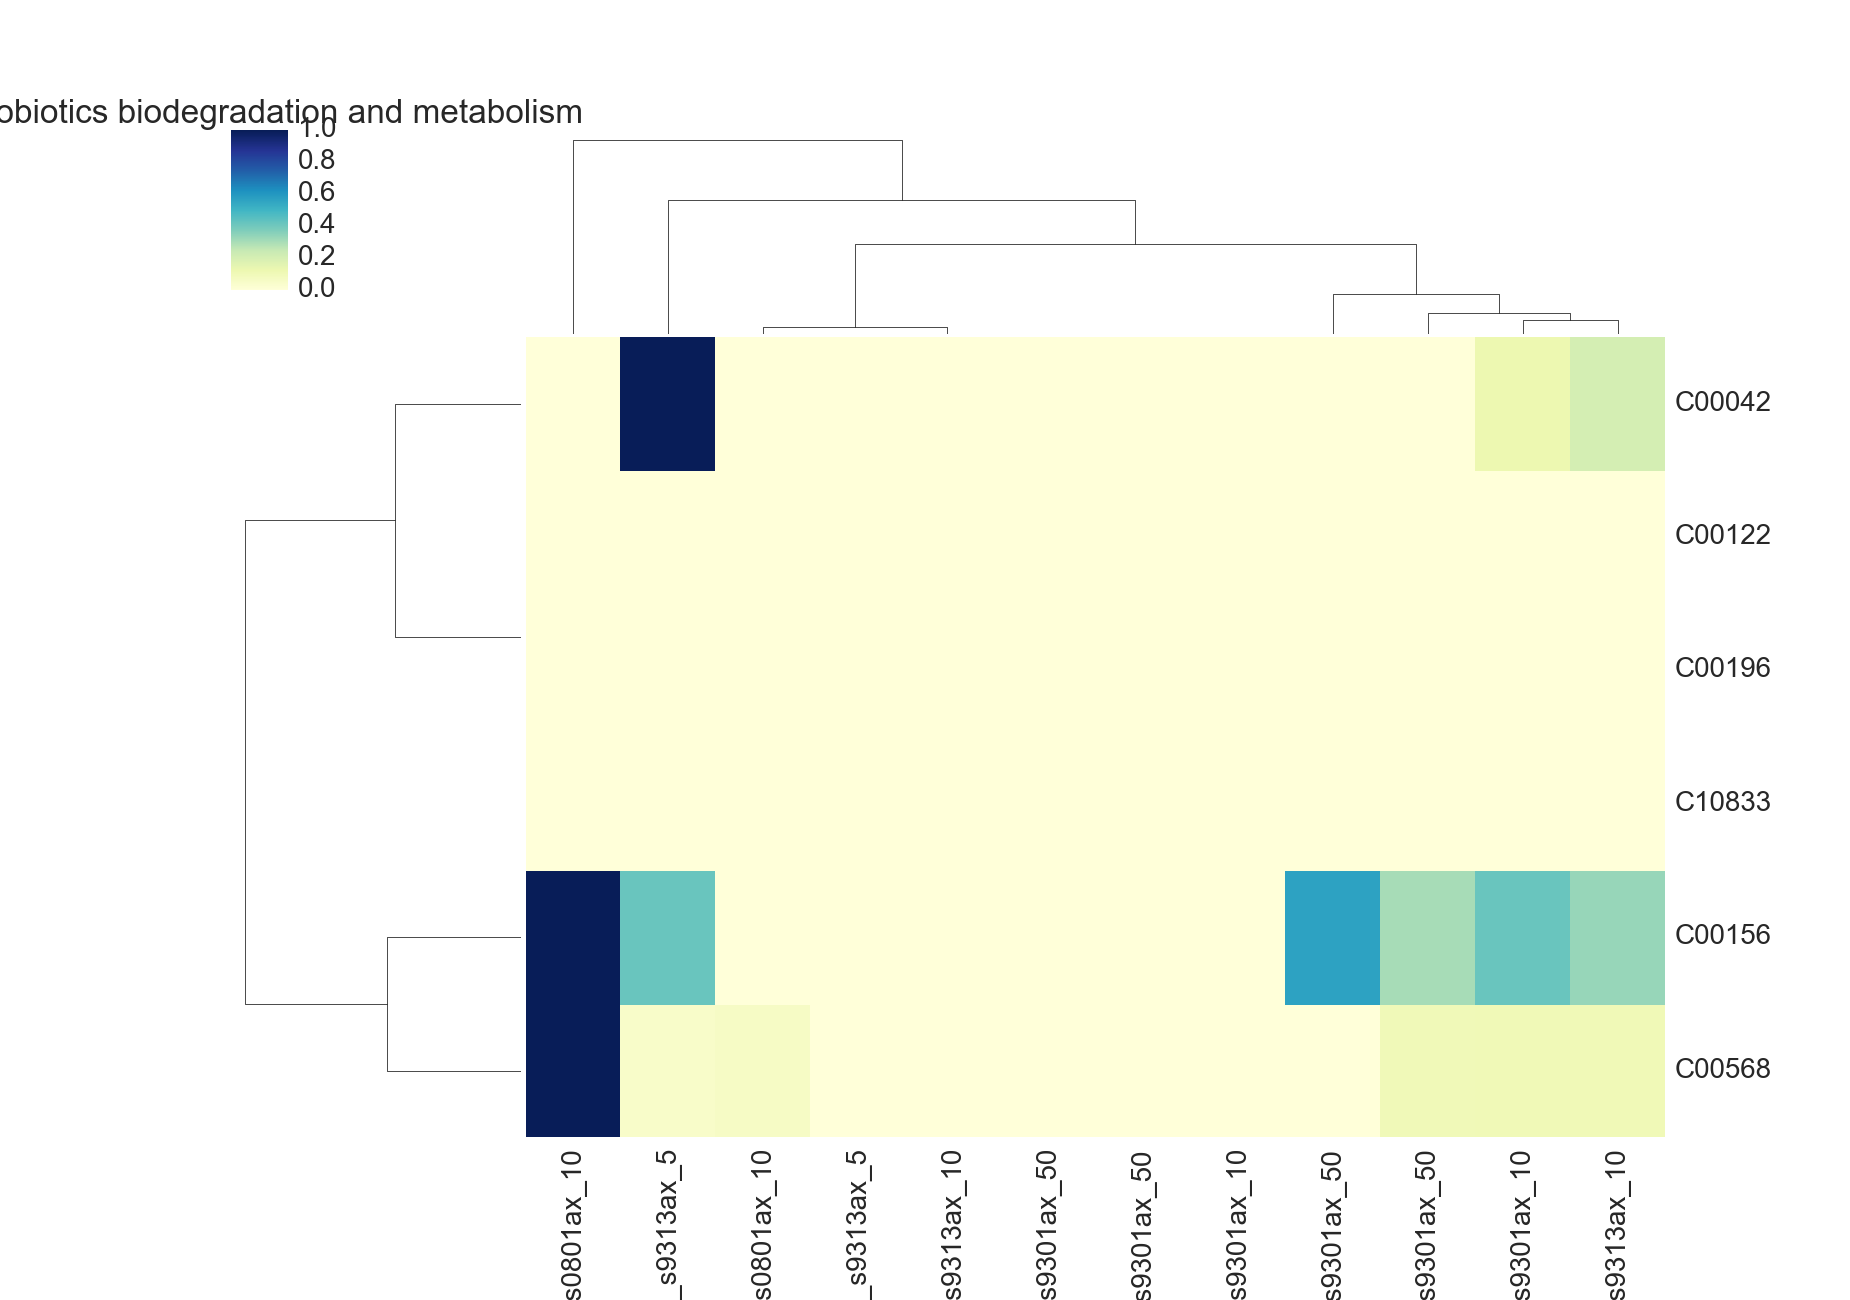 obiotics biodegradation and metabolism
1.0
0.8
0.6
0.4
0.2
0.0
C00042
C00122
C00196
C10833
C00156
C00568
s0801ax_10
_s9313ax_5
s0801ax_10
_s9313ax_5
s9313ax_10
s9301ax_50
s9301ax_50
s9301ax_10
s9301ax_50
s9301ax_50
s9301ax_10
s9313ax_10